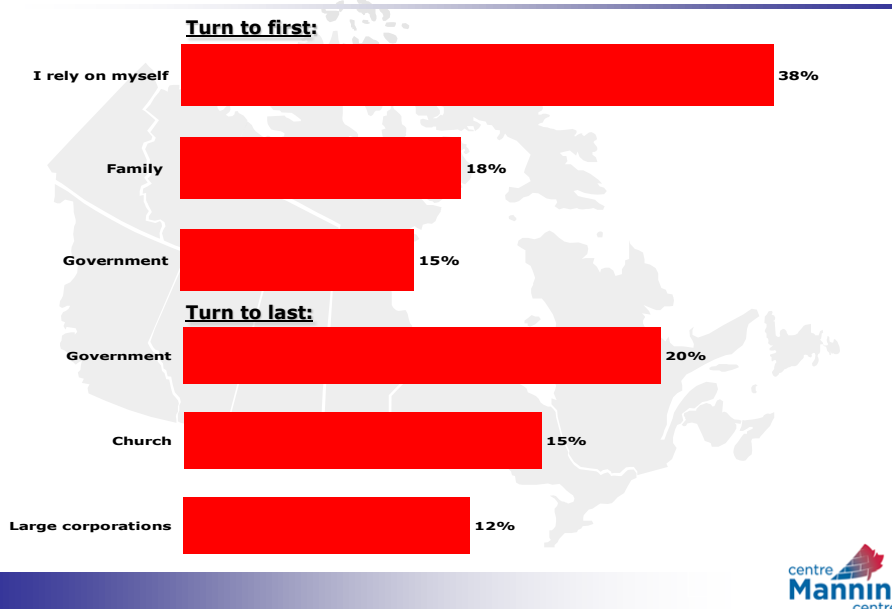 Turn to first:
I rely on myself 38%
Family 18%
Government 15%
Turn to last:
Government 20%
Church 15%
Large corporations 12%
centre
Mannin
centre